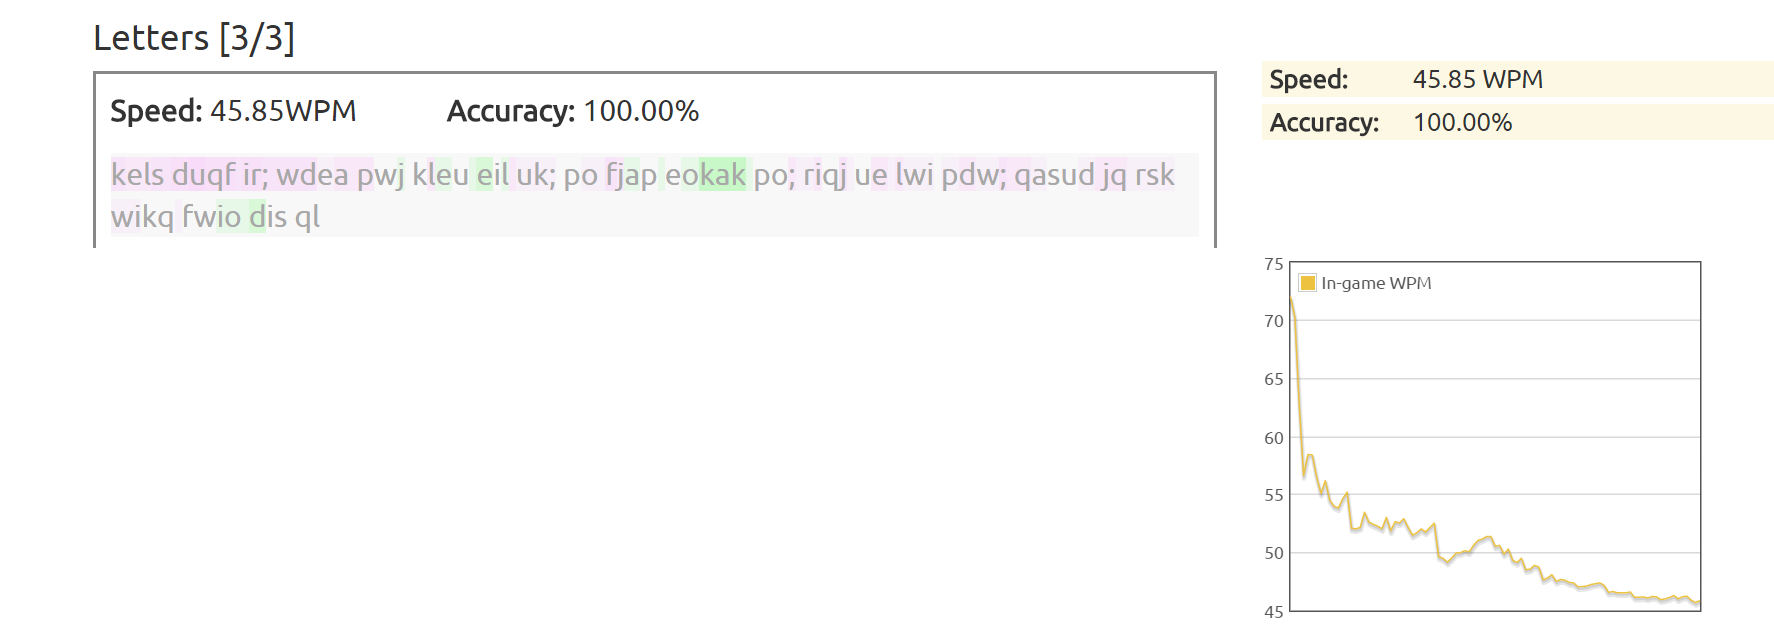 Letters [3/3]
Speed: 45.85WPM Accuracy: 100.00%
kels duqf ir; wdea pwj kleu eil uk; po fjap eokak po; riqj ue lwi pdw; qasud jq rsk
wikq fwio dis ql
Speed: 45.85 WPM
Accuracy: 100.00%
In-game WPM
75
70
65
60
55
50
45